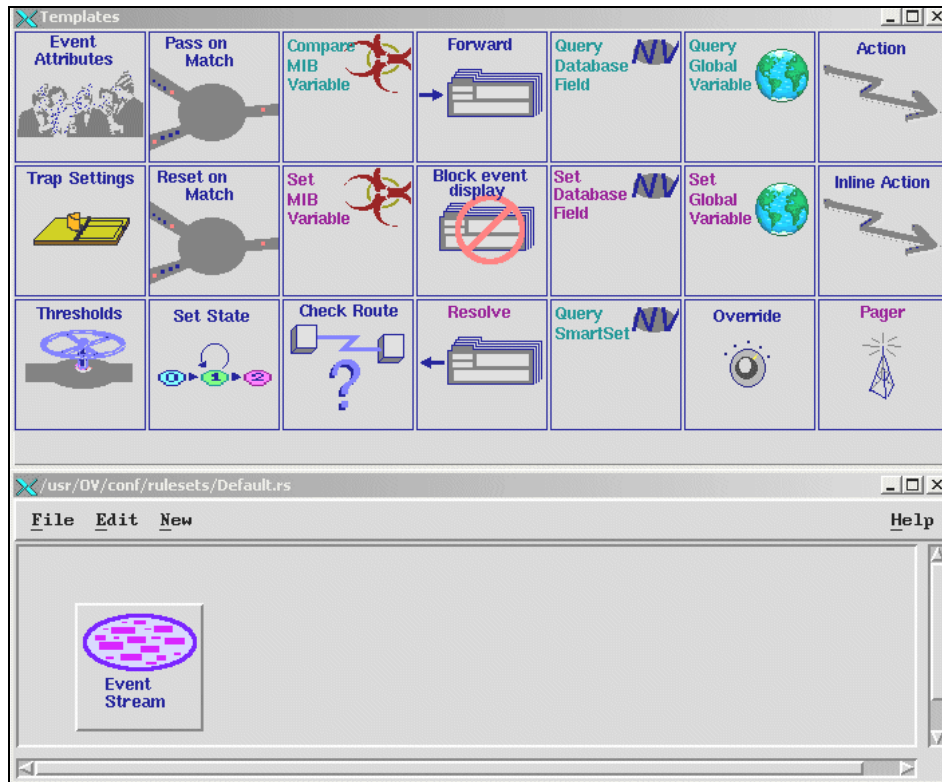 Templates
Event
Attributes
Pass on
Match
Compare
MIB
Variable
Forward
Query
Database
Field
NV
Query
Global
Variable
Action
Trap Settings
Reset on
Match
Set
MIB
Variable
Block event
display
Set
Database
Field
NV
Set
Global
Variable
Inline Action
Thresholds
Set State
0 1 2
Check Route
?
Resolve
Query
SmartSet
NV
Override
Pager
/usr/OV/conf/rulesets/Default.rs
File Edit New Help
Event
Stream